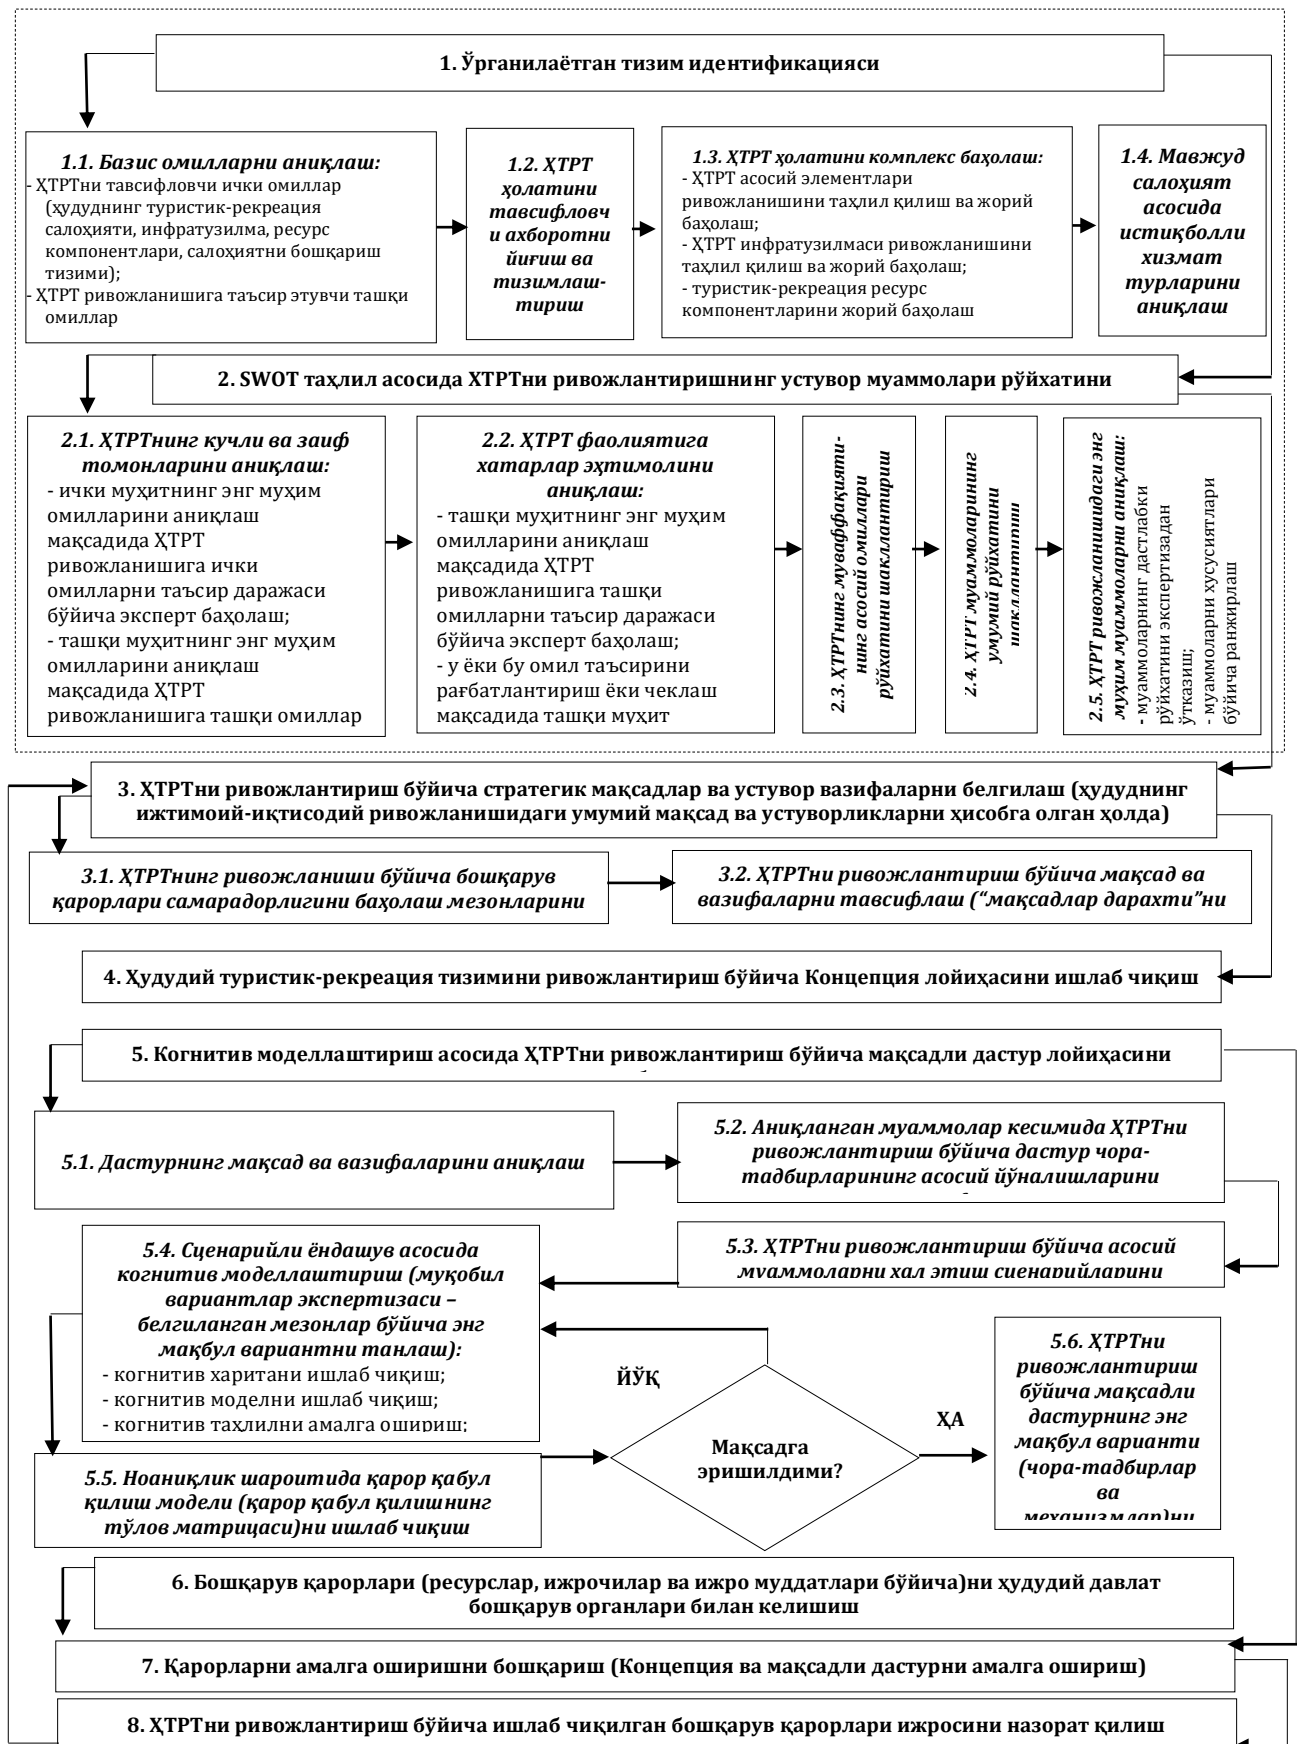 1. Ўрганилаётган тизим идентификацияси
1.1. Базис омилларни аниқлаш:
- ҲТРТни тавсифловчи ички омиллар
(ҳудуднинг туристик-рекреация
салоҳияти, инфратузилма, ресурс
компонентлари, салоҳиятни бошқариш
тизими);
- ҲТРТ ривожланишига таъсир этувчи ташқи
омиллар
1.2. ҲТРТ
ҳолатини
тавсифловч
и ахборотни
йиғиш ва
тизимлаш-
тириш
1.3. ҲТРТ ҳолатини комплекс баҳолаш:
- ҲТРТ асосий элементлари
ривожланишини таҳлил қилиш ва жорий
баҳолаш;
- ҲТРТ инфратузилмаси ривожланишини
таҳлил қилиш ва жорий баҳолаш;
- туристик-рекреация ресурс
компонентларини жорий баҳолаш
1.4. Мавжуд
салоҳият
асосида
истиқболли
хизмат
турларини
аниқлаш
2. SWOT таҳлил асосида ХТРТни ривожлантиришнинг устувор муаммолари рўйхатини
2.1. ҲТРТнинг кучли ва заиф
томонларини аниқлаш:
- ички муҳитнинг энг муҳим
омилларини аниқлаш
мақсадида ҲТРТ
ривожланишига ички
омилларни таъсир даражаси
бўйича эксперт баҳолаш;
- ташқи муҳитнинг энг муҳим
омилларини аниқлаш
мақсадида ҲТРТ
ривожланишига ташқи омиллар
2.2. ҲТРТ фаолиятига
хатарлар эҳтимолини
аниқлаш:
- ташқи муҳитнинг энг муҳим
омилларини аниқлаш
мақсадида ҲТРТ
ривожланишига ташқи
омилларни таъсир даражаси
бўйича эксперт баҳолаш;
- у ёки бу омил таъсирини
рағбатлантириш ёки чеклаш
мақсадида ташқи муҳит
2.3. ҲТРТнинг муваффақияти-
нинг асосий омиллари
рўйхатини шакллантириш
2.4. ҲТРТ муаммоларининг
умумий рўйхатини
шакллантириш
2.5. ҲТРТ ривожланишидаги энг
муҳим муаммоларни аниқлаш:
- муаммоларнинг дастлабки
рўйхатини экспертизадан
ўтказиш;
- муаммоларни хусусиятлари
бўйича ранжирлаш
3. ҲТРТни ривожлантириш бўйича стратегик мақсадлар ва устувор вазифаларни белгилаш (ҳудуднинг
ижтимоий-иқтисодий ривожланишидаги умумий мақсад ва устуворликларни ҳисобга олган ҳолда)
3.1. ҲТРТнинг ривожланиши бўйича бошқарув
қарорлари самарадорлигини баҳолаш мезонларини
3.2. ҲТРТни ривожлантириш бўйича мақсад ва
вазифаларни тавсифлаш (“мақсадлар дарахти”ни
4. Ҳудудий туристик-рекреация тизимини ривожлантириш бўйича Концепция лойиҳасини ишлаб чиқиш
5. Когнитив моделлаштириш асосида ҲТРТни ривожлантириш бўйича мақсадли дастур лойиҳасини
5.1. Дастурнинг мақсад ва вазифаларини аниқлаш
5.2. Аниқланган муаммолар кесимида ҲТРТни
ривожлантириш бўйича дастур чора-
тадбирларининг асосий йўналишларини
5.3. ҲТРТни ривожлантириш бўйича асосий
муаммоларни ҳал этиш сценарийларини
5.4. Сценарийли ёндашув асосида
когнитив моделлаштириш (муқобил
вариантлар экспертизаси –
белгиланган мезонлар бўйича энг
мақбул вариантни танлаш):
- когнитив харитани ишлаб чиқиш;
- когнитив моделни ишлаб чиқиш;
- когнитив таҳлилни амалга ошириш;
ЙЎҚ
Мақсадга
эришилдими?
ҲА
5.6. ҲТРТни
ривожлантириш
бўйича мақсадли
дастурнинг энг
мақбул варианти
(чора-тадбирлар
ва
механизмлар)ни
5.5. Ноаниқлик шароитида қарор қабул
қилиш модели (қарор қабул қилишнинг
тўлов матрицаси)ни ишлаб чиқиш
6. Бошқарув қарорлари (ресурслар, ижрочилар ва ижро муддатлари бўйича)ни ҳудудий давлат
бошқарув органлари билан келишиш
7. Қарорларни амалга оширишни бошқариш (Концепция ва мақсадли дастурни амалга ошириш)
8. ҲТРТни ривожлантириш бўйича ишлаб чиқилган бошқарув қарорлари ижросини назорат қилиш